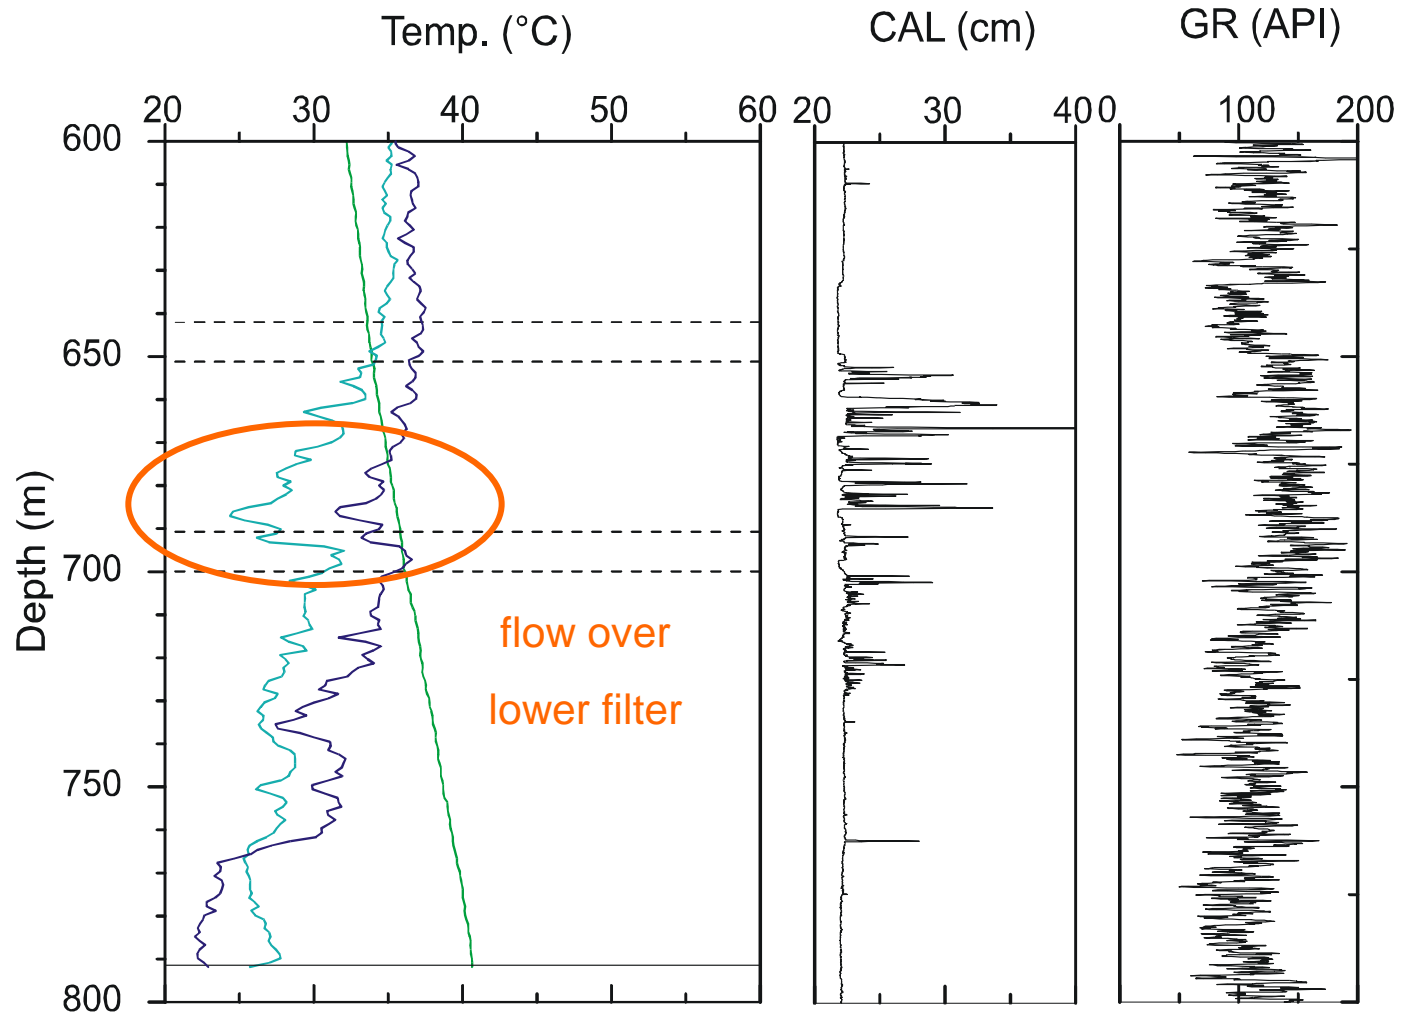 Temp. (°C)
CAL (cm)
GR (API)
20 30 40 50 60
20 30 40
0 100 200
600
650
700
750
800
Depth (m)
flow over
lower filter